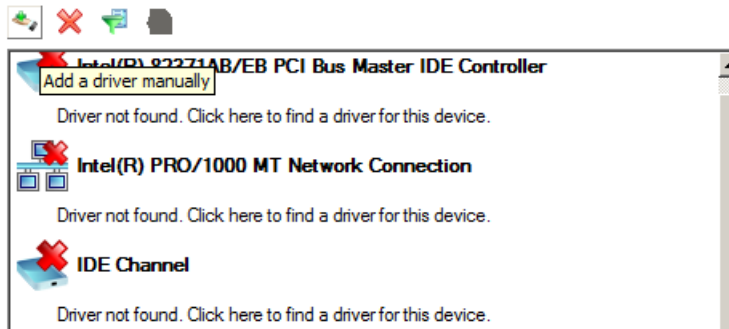 Intel(R) 82371AB/EB PCI Bus Master IDE Controller
Add a driver manually
Driver not found. Click here to find a driver for this device.
Intel(R) PRO/1000 MT Network Connection
Driver not found. Click here to find a driver for this device.
IDE Channel
Driver not found. Click here to find a driver for this device.